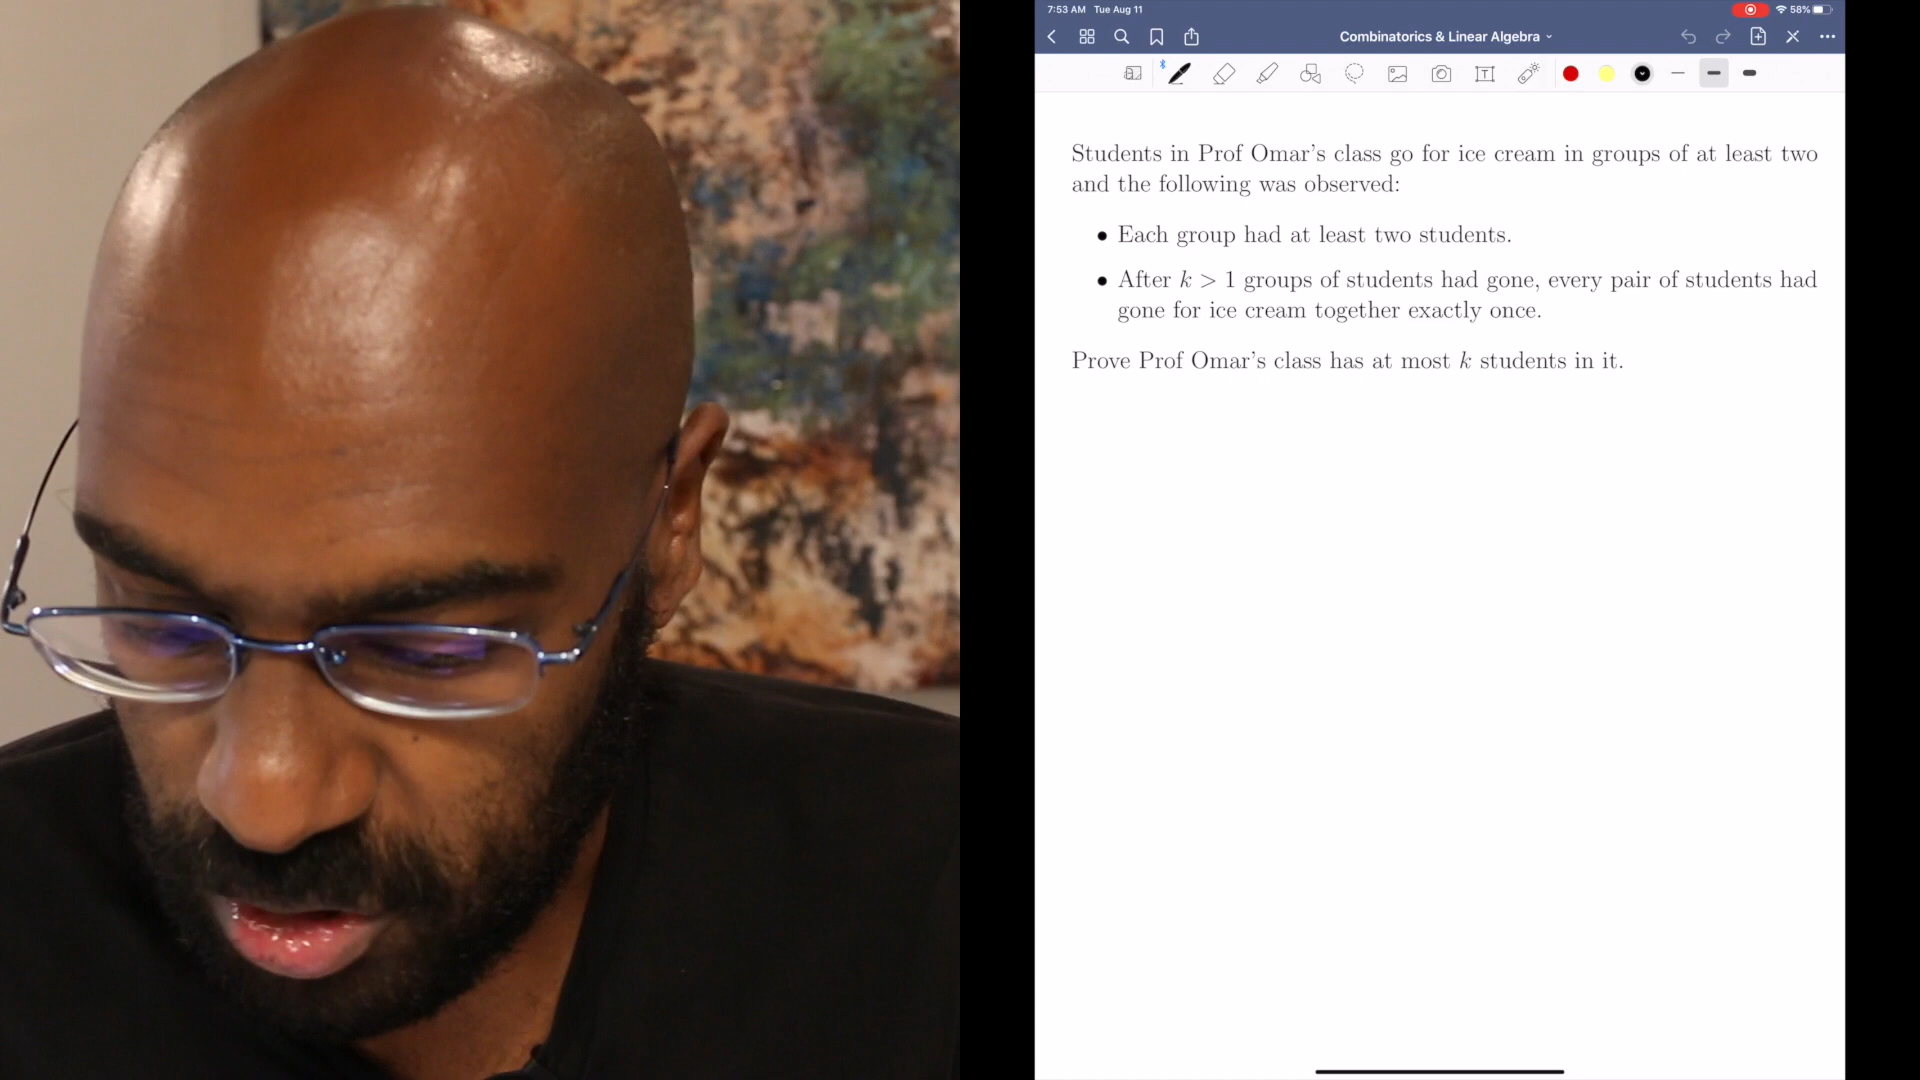 7:53 AM Tue Aug 11
58%
Combinatorics & Linear Algebra
Students in Prof Omar's class go for ice cream in groups of at least two
and the following was observed:
• Each group had at least two students.
• After k > 1 groups of students had gone, every pair of students had
gone for ice cream together exactly once.
Prove Prof Omar's class has at most k students in it.